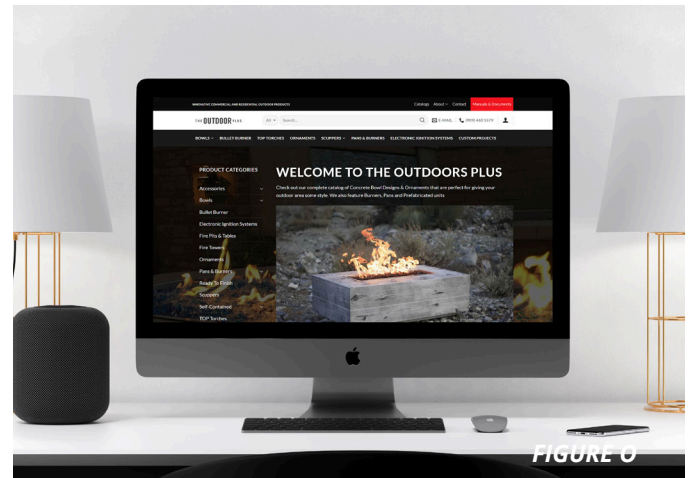 INNOVATIVE COMMERCIAL AND RESIDENTIAL OUTDOOR PRODUCTS
Catalogs About Contact Manuals & Documents
THE OUTDOOR PLUS All Search... E-MAIL (909) 460 5579
BOWLS BULLET BURNER TOP TORCHES ORNAMENTS SCUPPERS PANS & BURNERS ELECTRONIC IGNITION SYSTEMS CUSTOM PROJECTS
PRODUCT CATEGORIES
Accessories
Bowls
Bullet Burner
Electronic Ignition Systems
Fire Pits & Tables
Fire Towers
Ornaments
Pans & Burners
Ready To Finish
Scuppers
Self-Contained
TOP Torches
WELCOME TO THE OUTDOORS PLUS
Check out our complete catalog of Concrete Bowl Designs & Ornaments that are perfect for giving your
outdoor area some style. We also feature Burners, Pans and Prefabricated units
FIGURE O